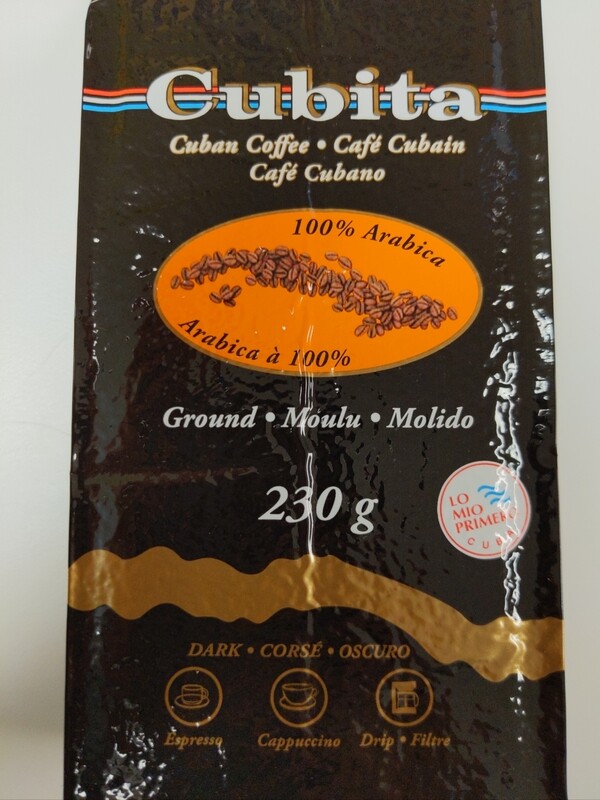 Cubita
Cuban Coffee • Café Cubain
Café Cubano
100% Arabica
Arabica à 100%
Ground • Moulu • Molido
230 g
LO
MIO
PRIMERO
CUBA
DARK • CORSÉ • OSCURO
Espresso
Cappuccino
Drip • Filtre